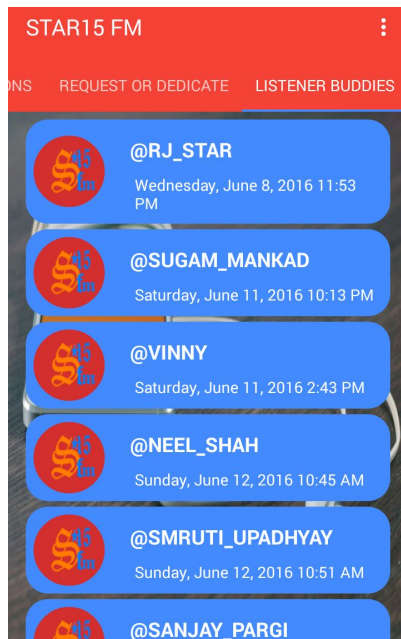 STAR15 FM
ONS REQUEST OR DEDICATE LISTENER BUDDIES
@RJ_STAR
Wednesday, June 8, 2016 11:53
PM
@SUGAM_MANKAD
Saturday, June 11, 2016 10:13 PM
@VINNY
Saturday, June 11, 2016 2:43 PM
@NEEL_SHAH
Sunday, June 12, 2016 10:45 AM
@SMRUTI_UPADHYAY
Sunday, June 12, 2016 10:51 AM
@SANJAY_PARGI